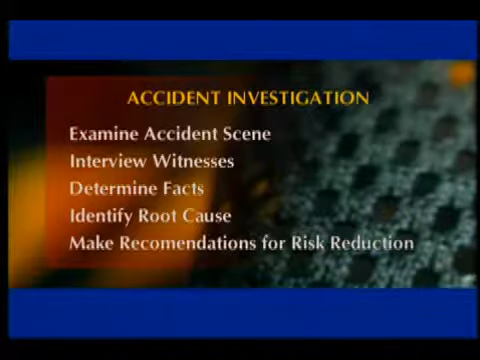 ACCIDENT INVESTIGATION
Examine Accident Scene
Interview Witnesses
Determine Facts
Identify Root Cause
Make Recomendations for Risk Reduction